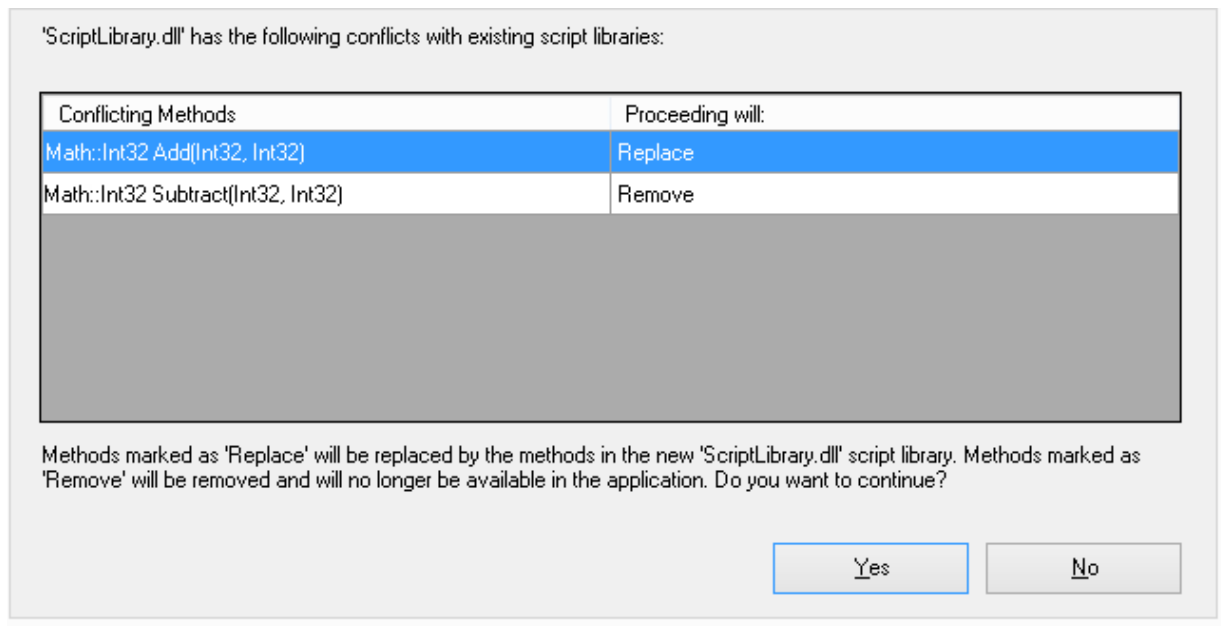 'ScriptLibrary.dll' has the following conflicts with existing script libraries:
Conflicting Methods Proceeding will:
Math::Int32 Add(Int32, Int32) Replace
Math::Int32 Subtract(Int32, Int32) Remove
Methods marked as 'Replace' will be replaced by the methods in the new 'ScriptLibrary.dll' script library. Methods marked as
'Remove' will be removed and will no longer be available in the application. Do you want to continue?
Yes No